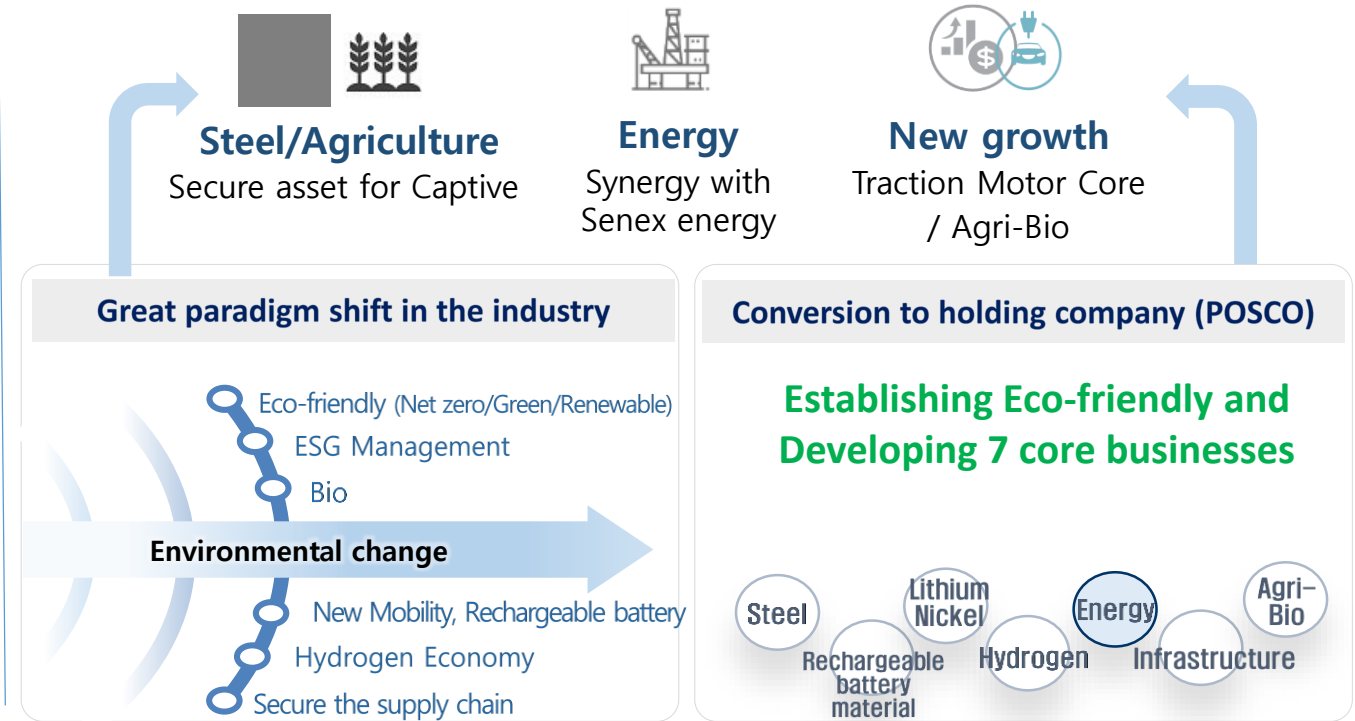 Steel/Agriculture
Secure asset for Captive
Energy
Synergy with
Senex energy
New growth
Traction Motor Core
/ Agri-Bio
Great paradigm shift in the industry
Eco-friendly (Net zero/Green/Renewable)
ESG Management
Bio
Environmental change
New Mobility, Rechargeable battery
Hydrogen Economy
Secure the supply chain
Conversion to holding company (POSCO)
Establishing Eco-friendly and
Developing 7 core businesses
Steel
Rechargeable
battery
material
Lithium
Nickel
Hydrogen
Energy
Infrastructure
Agri-
Bio